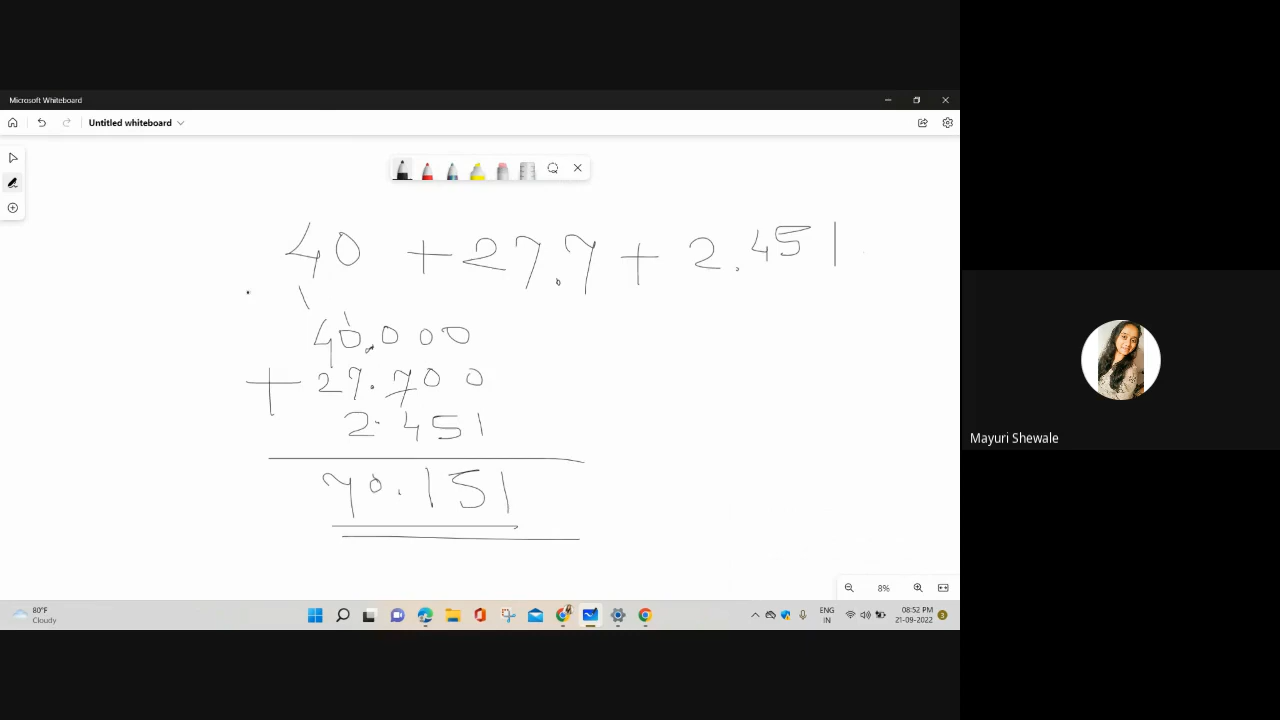 Microsoft Whiteboard
Untitled whiteboard
40 + 27.7 + 2.451
40.000
+ 27.700
2.451
70.151
Mayuri Shewale
8%
80°F
Cloudy
ENG
IN
08:52 PM
21-09-2022
3